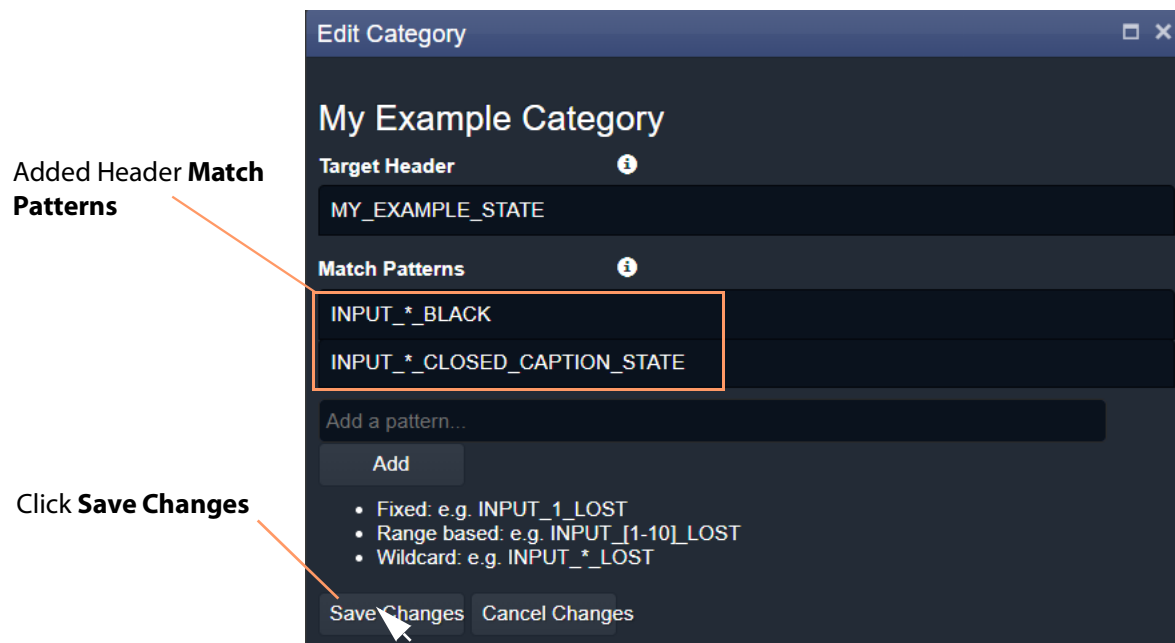 Edit Category
My Example Category
Added Header Match
Patterns
Target Header
MY_EXAMPLE_STATE
Match Patterns
INPUT_*_BLACK
INPUT_*_CLOSED_CAPTION_STATE
Add a pattern...
Add
Click Save Changes
• Fixed: e.g. INPUT_1_LOST
• Range based: e.g. INPUT_[1-10]_LOST
• Wildcard: e.g. INPUT_*_LOST
Save Changes Cancel Changes